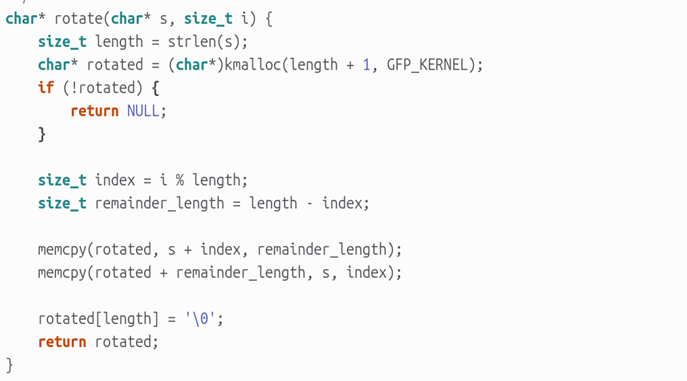 char* rotate(char* s, size_t i) {
    size_t length = strlen(s);
    char* rotated = (char*)kmalloc(length + 1, GFP_KERNEL);
    if (!rotated) {
        return NULL;
    }
    size_t index = i % length;
    size_t remainder_length = length - index;
    memcpy(rotated, s + index, remainder_length);
    memcpy(rotated + remainder_length, s, index);
    rotated[length] = '\0';
    return rotated;
}